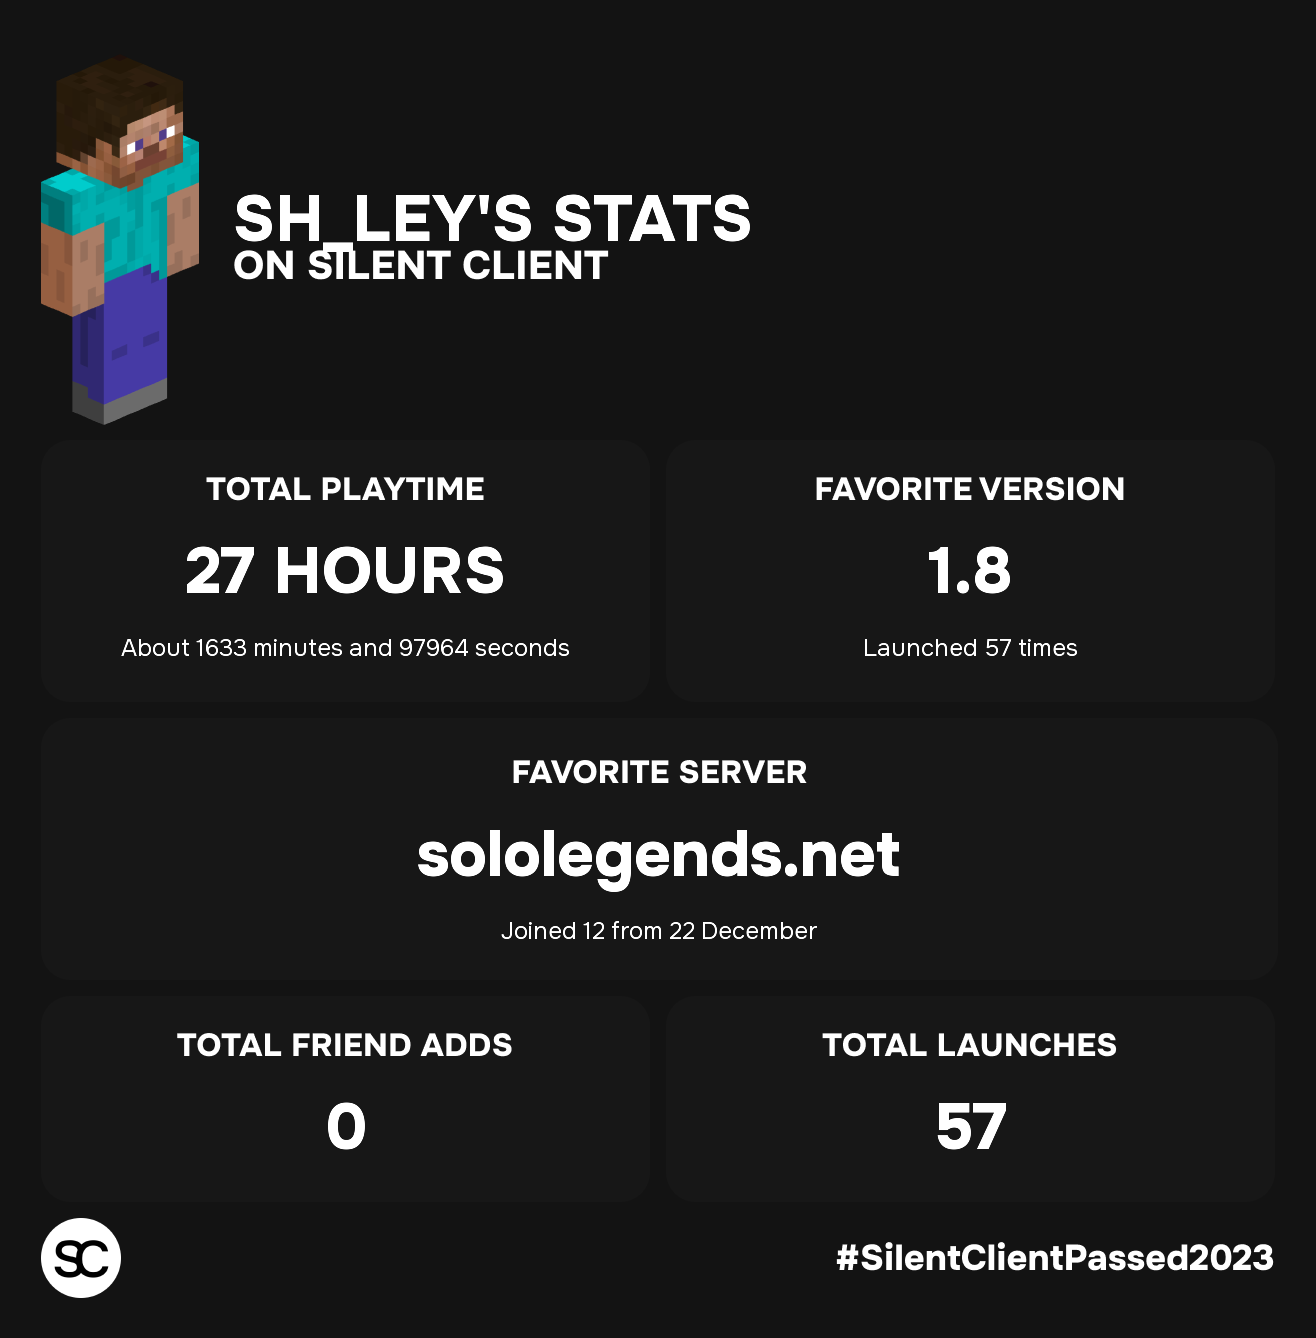 SH_LEY'S STATS
ON SILENT CLIENT
TOTAL PLAYTIME
27 HOURS
About 1633 minutes and 97964 seconds
FAVORITE VERSION
1.8
Launched 57 times
FAVORITE SERVER
sololegends.net
Joined 12 from 22 December
TOTAL FRIEND ADDS
0
TOTAL LAUNCHES
57
SC
#SilentClientPassed2023